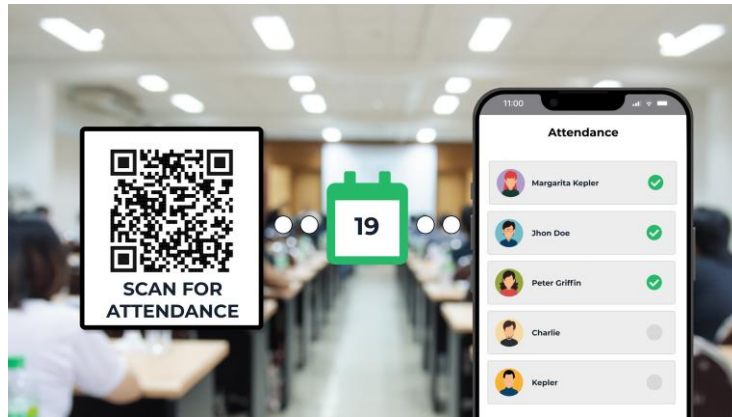 SCAN FOR
ATTENDANCE
19
11:00
Attendance
Margarita Kepler
Jhon Doe
Peter Griffin
Charlie
Kepler